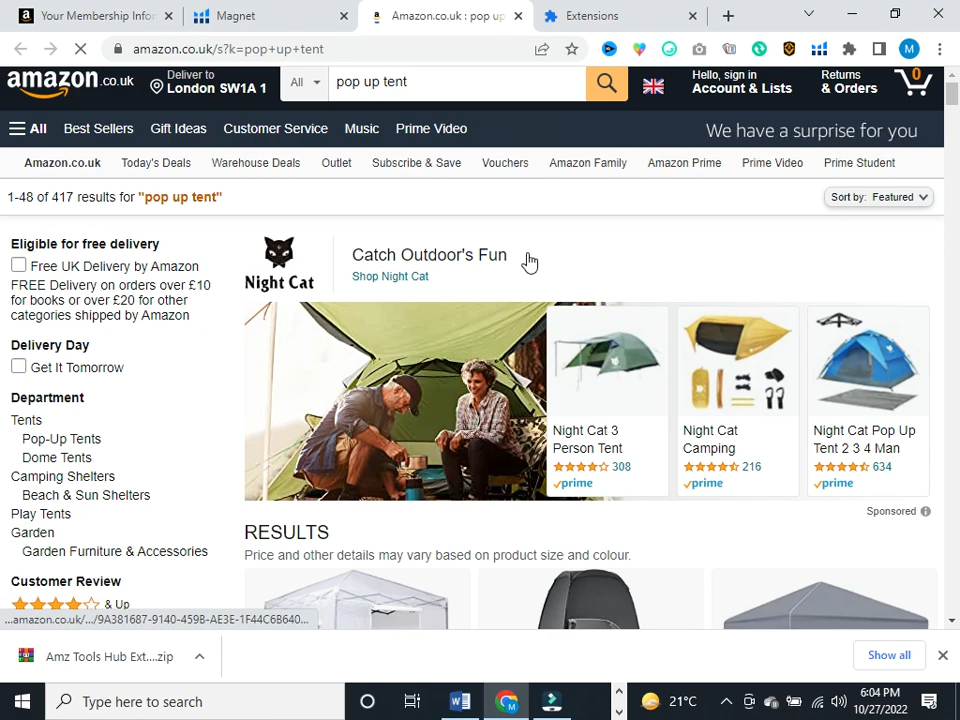 Your Membership Infor
Magnet
Amazon.co.uk : pop up
Extensions
amazon.co.uk/s?k=pop+up+tent
M
amazon.co.uk
Deliver to
London SW1A 1
All
pop up tent
Hello, sign in
Account & Lists
Returns
& Orders
0
All
Best Sellers
Gift Ideas
Customer Service
Music
Prime Video
We have a surprise for you
Amazon.co.uk
Today's Deals
Warehouse Deals
Outlet
Subscribe & Save
Vouchers
Amazon Family
Amazon Prime
Prime Video
Prime Student
1-48 of 417 results for "pop up tent"
Sort by: Featured
Eligible for free delivery
Free UK Delivery by Amazon
FREE Delivery on orders over £10
for books or over £20 for other
categories shipped by Amazon
Delivery Day
Get It Tomorrow
Department
Tents
Pop-Up Tents
Dome Tents
Camping Shelters
Beach & Sun Shelters
Play Tents
Garden
Garden Furniture & Accessories
Customer Review
& Up
Night Cat
Catch Outdoor's Fun
Shop Night Cat
Night Cat 3
Person Tent
308
prime
Night Cat
Camping
216
prime
Night Cat Pop Up
Tent 2 3 4 Man
634
prime
Sponsored
RESULTS
Price and other details may vary based on product size and colour.
...amazon.co.uk/.../9A381687-9140-459B-AE3E-1F44C6B640...
Amz Tools Hub Ext....zip
Show all
Type here to search
21°C
6:04 PM
10/27/2022